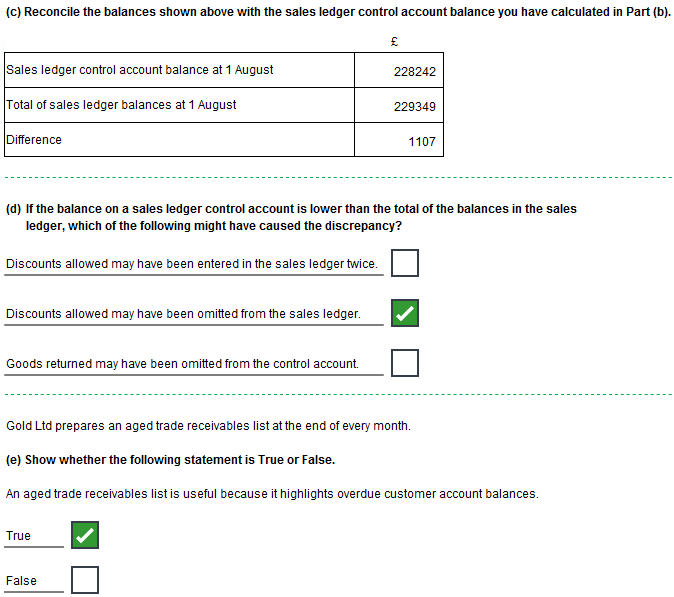 (c) Reconcile the balances shown above with the sales ledger control account balance you have calculated in Part (b).
£
Sales ledger control account balance at 1 August 228242
Total of sales ledger balances at 1 August 229349
Difference 1107
(d) If the balance on a sales ledger control account is lower than the total of the balances in the sales
ledger, which of the following might have caused the discrepancy?
Discounts allowed may have been entered in the sales ledger twice.
Discounts allowed may have been omitted from the sales ledger.
Goods returned may have been omitted from the control account.
Gold Ltd prepares an aged trade receivables list at the end of every month.
(e) Show whether the following statement is True or False.
An aged trade receivables list is useful because it highlights overdue customer account balances.
True
False